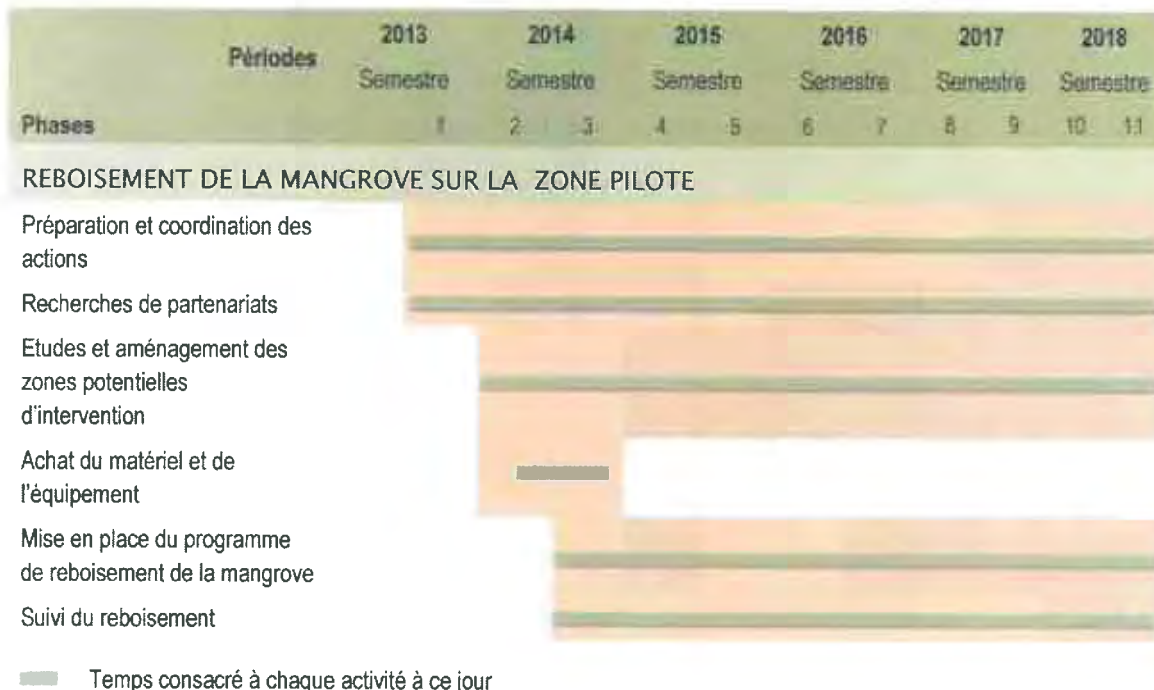 2013 2014 2015 2016 2017 2018
Périodes
Semestre Semestre Semestre Semestre Semestre Semestre
Phases 1 2 3 4 5 6 7 8 9 10 11
REBOISEMENT DE LA MANGROVE SUR LA ZONE PILOTE
Préparation et coordination des
actions
Recherches de partenariats
Etudes et aménagement des
zones potentielles
d'intervention
Achat du matériel et de
l'équipement
Mise en place du programme
de reboisement de la mangrove
Suivi du reboisement
Temps consacré à chaque activité à ce jour